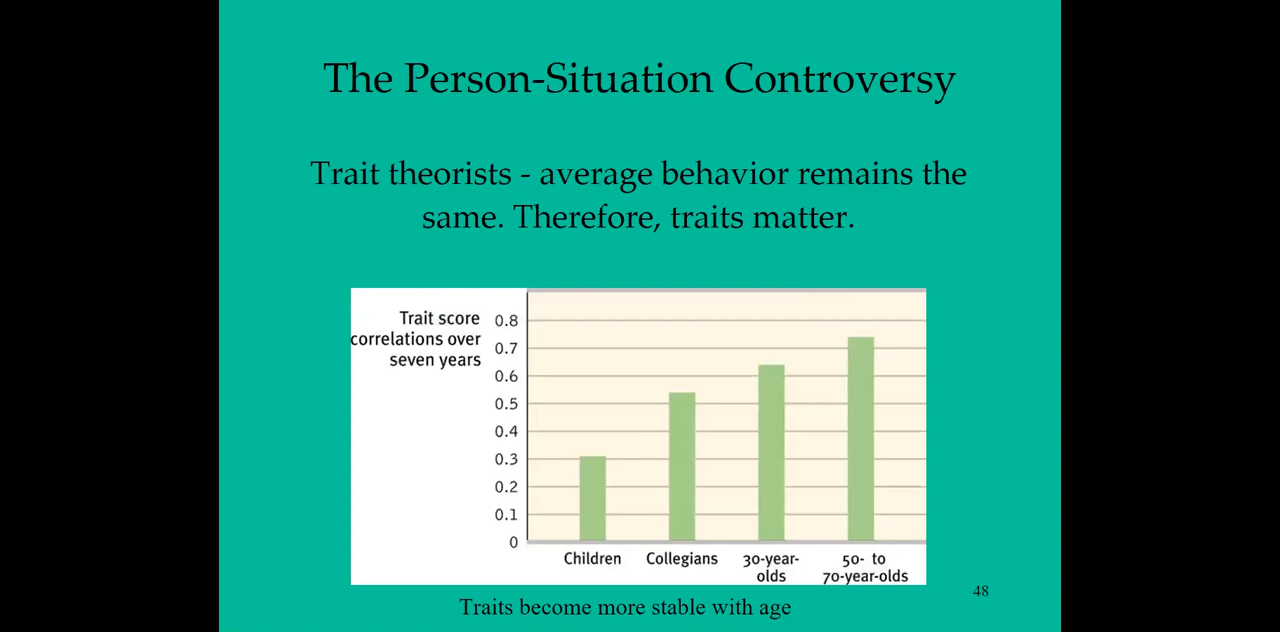 The Person-Situation Controversy
Trait theorists - average behavior remains the
same. Therefore, traits matter.
Trait score
correlations over
seven years
0.8
0.7
0.6
0.5
0.4
0.3
0.2
0.1
0
Children
Collegians
30-year-
olds
50- to
70-year-olds
48
Traits become more stable with age